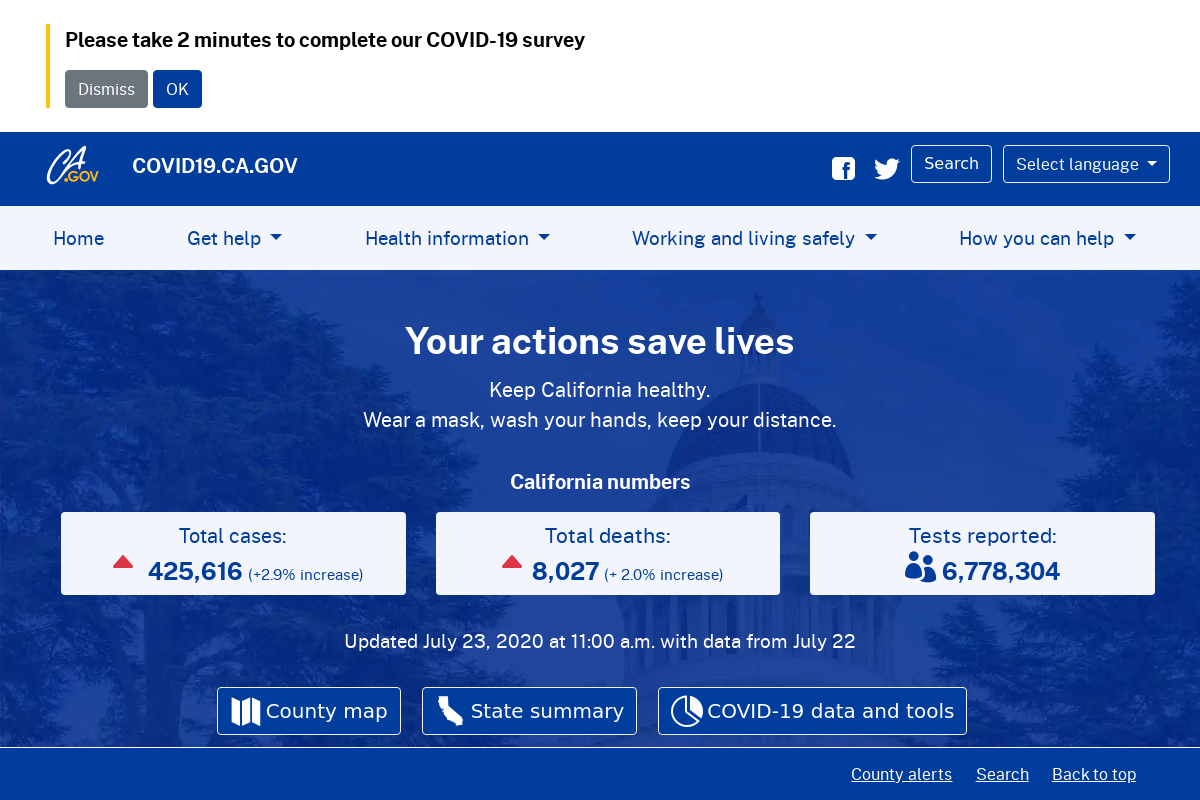 Please take 2 minutes to complete our COVID-19 survey
Dismiss OK
CA.GOV COVID19.CA.GOV Search Select language
Home Get help Health information Working and living safely How you can help
Your actions save lives
Keep California healthy.
Wear a mask, wash your hands, keep your distance.
California numbers
Total cases: Total deaths: Tests reported:
425,616 (+2.9% increase) 8,027 (+ 2.0% increase) 6,778,304
Updated July 23, 2020 at 11:00 a.m. with data from July 22
County map State summary COVID-19 data and tools
County alerts Search Back to top